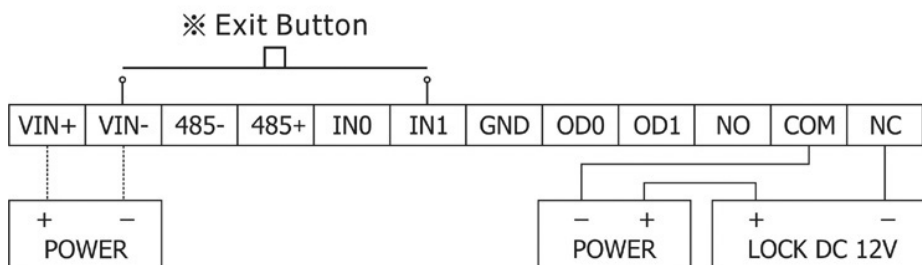 ※ Exit Button
VIN+ VIN- 485- 485+ IN0 IN1 GND OD0 OD1 NO COM NC
+ − − + + −
POWER POWER LOCK DC 12V